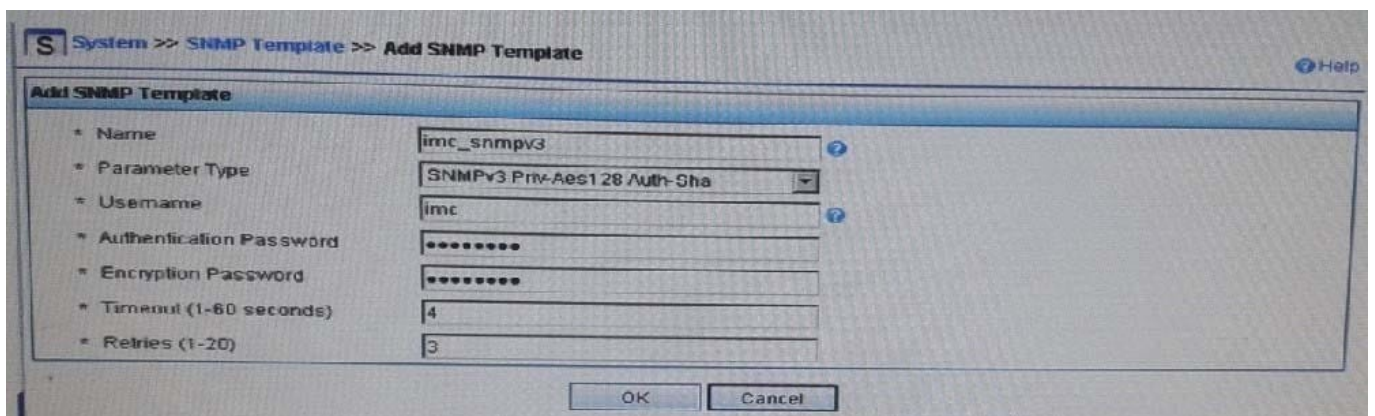 S System >> SNMP Template >> Add SNMP Template
Help
Add SNMP Template
* Name imc_snmpv3
* Parameter Type SNMPv3 Priv-Aes128 Auth-Sha
* Username imc
* Authentication Password ••••••••
* Encryption Password ••••••••
* Timeout (1-60 seconds) 4
* Retries (1-20) 3
OK Cancel